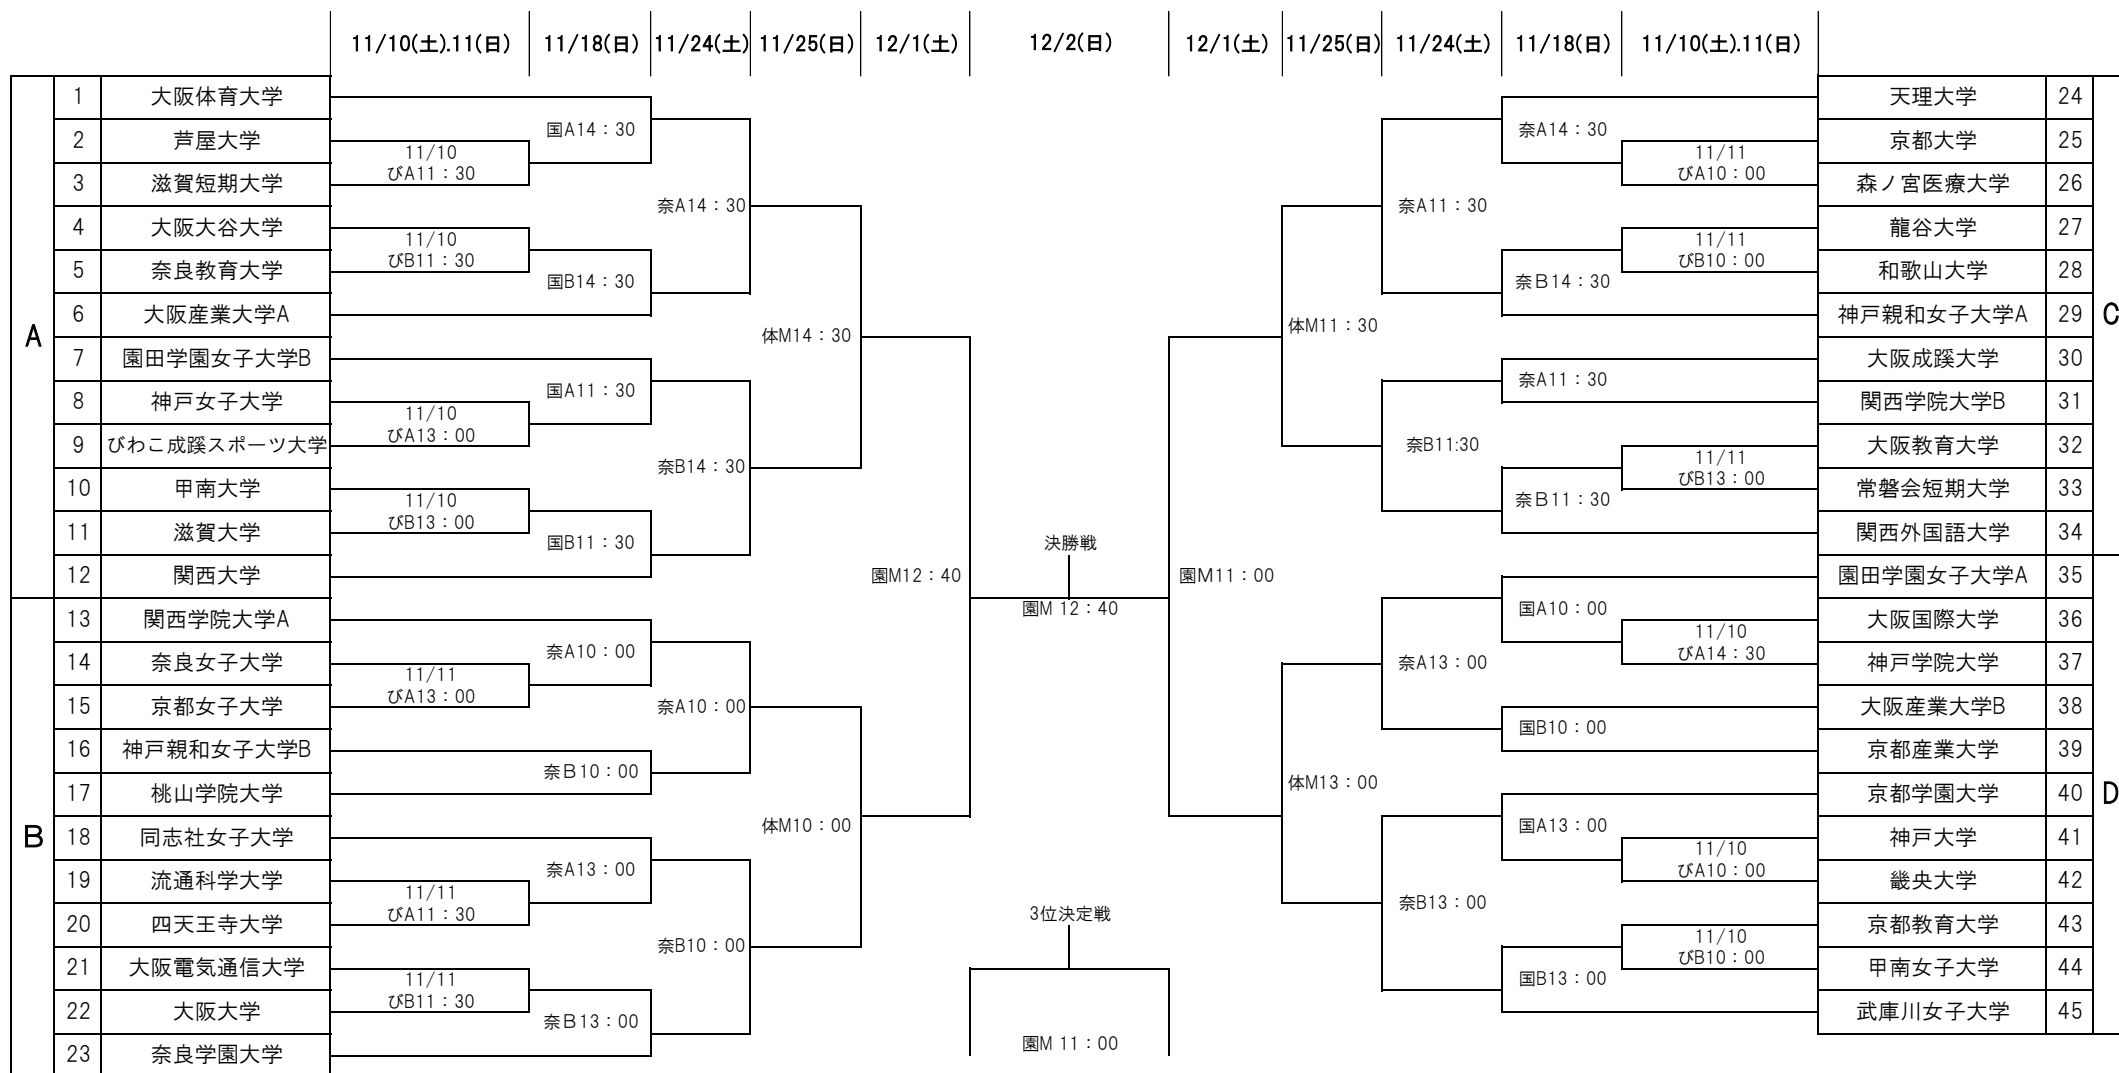 11/10(土).11(日) 11/18(日) 11/24(土) 11/25(日) 12/1(土) 12/2(日) 12/1(土) 11/25(日) 11/24(土) 11/18(日) 11/10(土).11(日)
A
1 大阪体育大学
2 芦屋大学
3 滋賀短期大学
4 大阪大谷大学
5 奈良教育大学
6 大阪産業大学A
7 園田学園女子大学B
8 神戸女子大学
9 びわこ成蹊スポーツ大学
10 甲南大学
11 滋賀大学
12 関西大学
B
13 関西学院大学A
14 奈良女子大学
15 京都女子大学
16 神戸親和女子大学B
17 桃山学院大学
18 同志社女子大学
19 流通科学大学
20 四天王寺大学
21 大阪電気通信大学
22 大阪大学
23 奈良学園大学
11/10
びA11：30
11/10
びB11：30
11/10
びA13：00
11/10
びB13：00
11/11
びA13：00
11/11
びA11：30
11/11
びB11：30
国A14：30
国B14：30
国A11：30
国B11：30
奈A10：00
奈Ｂ10：00
奈A13：00
奈Ｂ13：00
奈A14：30
奈B14：30
奈A10：00
奈B10：00
体M14：30
体M10：00
園M12：40
決勝戦
園M 12：40
3位決定戦
園M 11：00
園M11：00
体M11：30
体M13：00
奈A11：30
奈B11:30
奈A13：00
奈B13：00
奈A14：30
奈Ｂ14：30
奈A11：30
奈Ｂ11：30
国A10：00
国B10：00
国A13：00
国B13：00
11/11
びA10：00
11/11
びB10：00
11/11
びB13：00
11/10
びA14：30
11/10
びA10：00
11/10
びB10：00
天理大学 24
京都大学 25
森ノ宮医療大学 26
龍谷大学 27
和歌山大学 28
神戸親和女子大学A 29
大阪成蹊大学 30
関西学院大学B 31
大阪教育大学 32
常磐会短期大学 33
関西外国語大学 34
C
園田学園女子大学A 35
大阪国際大学 36
神戸学院大学 37
大阪産業大学B 38
京都産業大学 39
京都学園大学 40
神戸大学 41
畿央大学 42
京都教育大学 43
甲南女子大学 44
武庫川女子大学 45
D